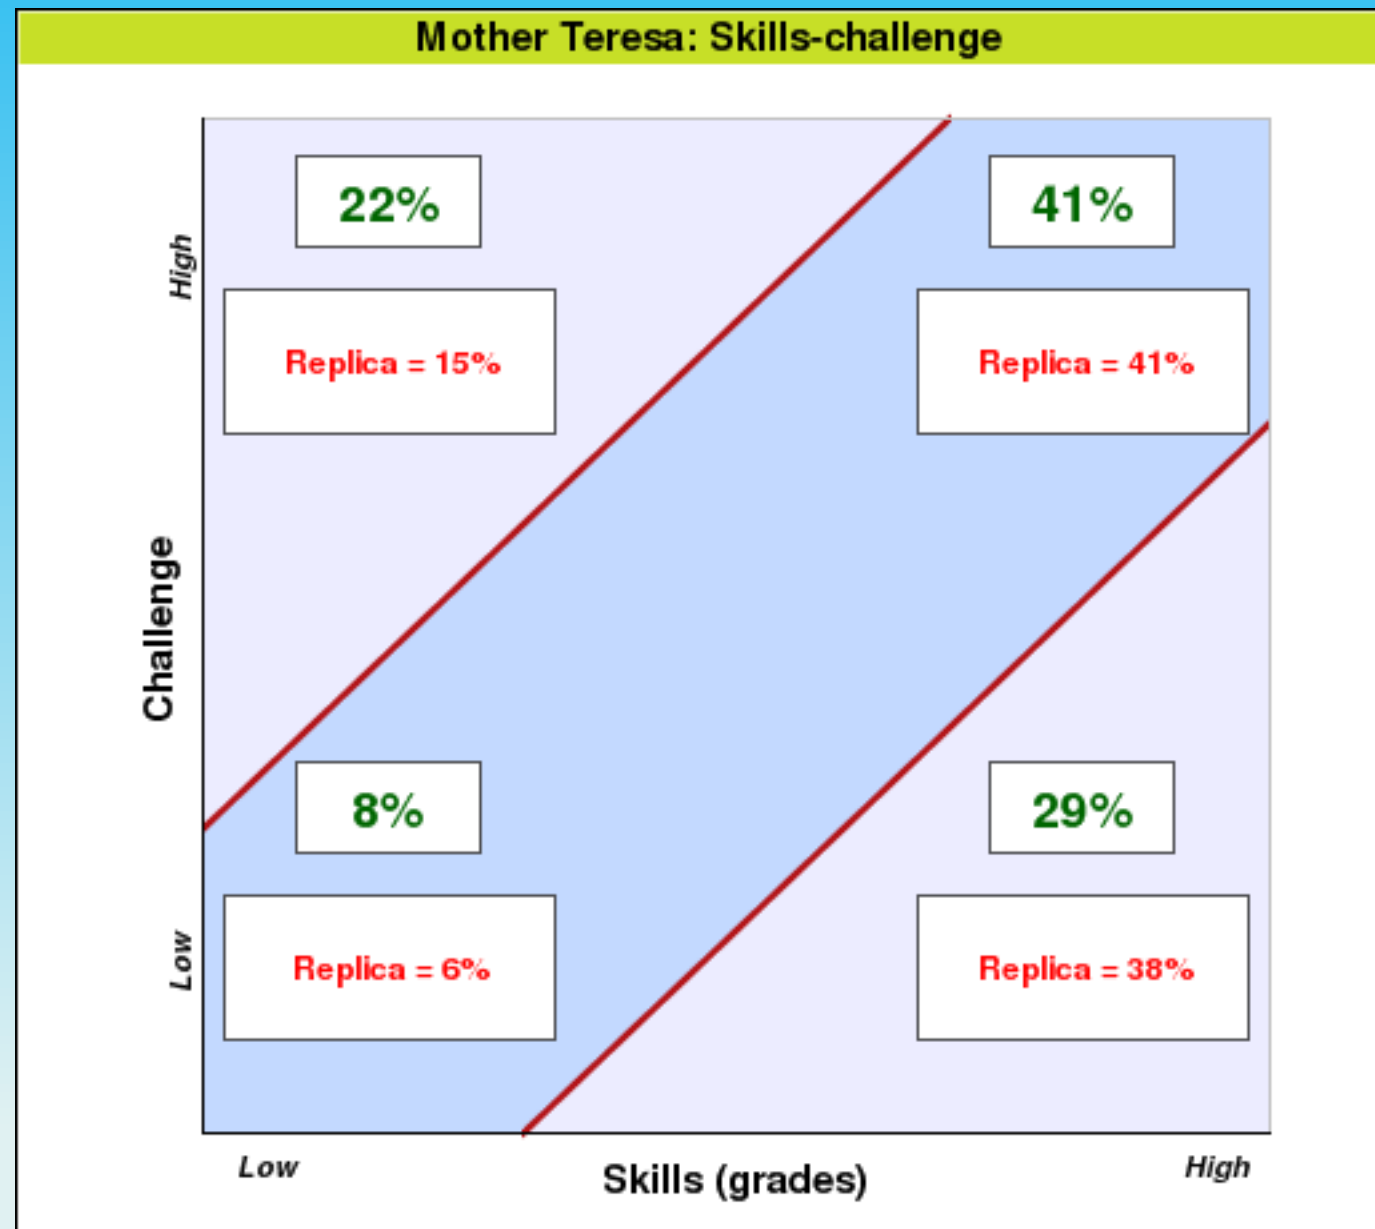 Mother Teresa: Skills-challenge
22%
41%
High
Replica = 15%
Replica = 41%
Challenge
8%
29%
Low
Replica = 6%
Replica = 38%
Low
Skills (grades)
High